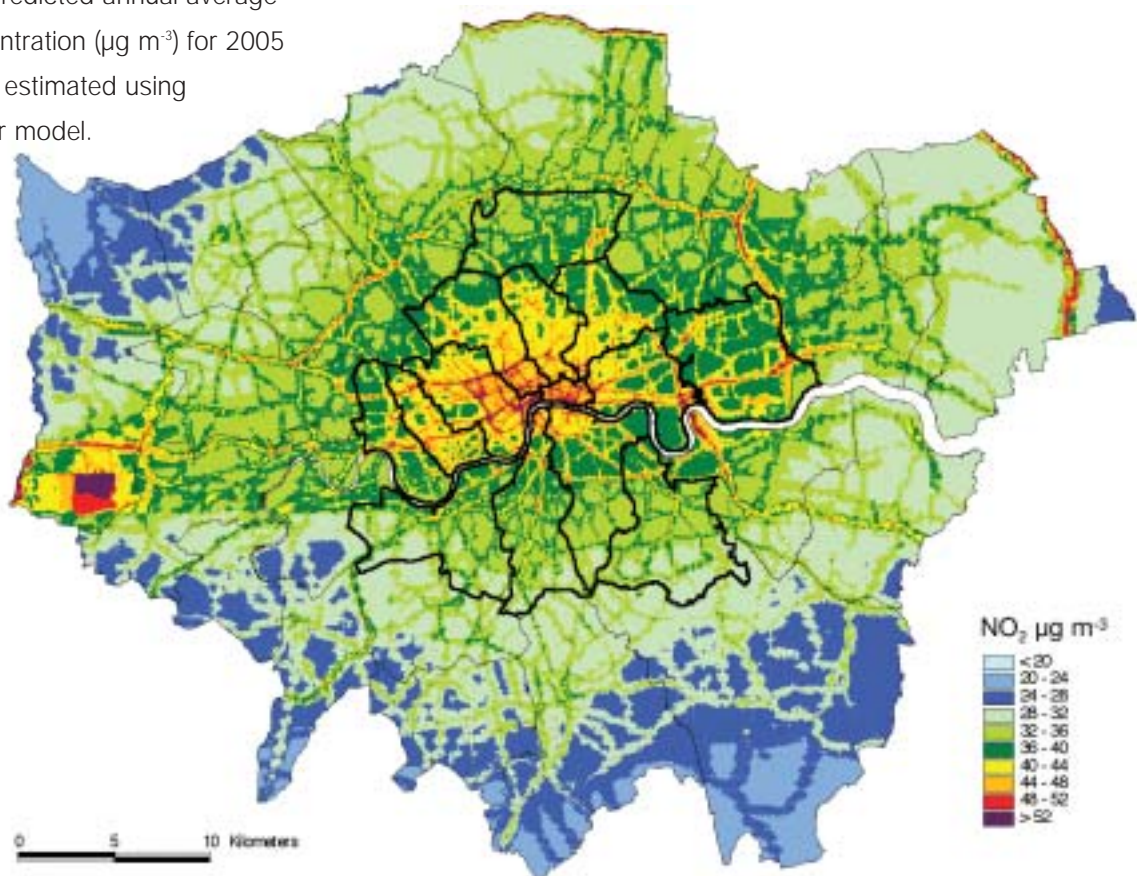 redicted annual average
ntration (µg m⁻³) for 2005
estimated using
r model.
NO₂ µg m⁻³
< 20
20 - 24
24 - 28
28 - 32
32 - 36
36 - 40
40 - 44
44 - 48
48 - 52
> 52
0 5 10 Kilometers